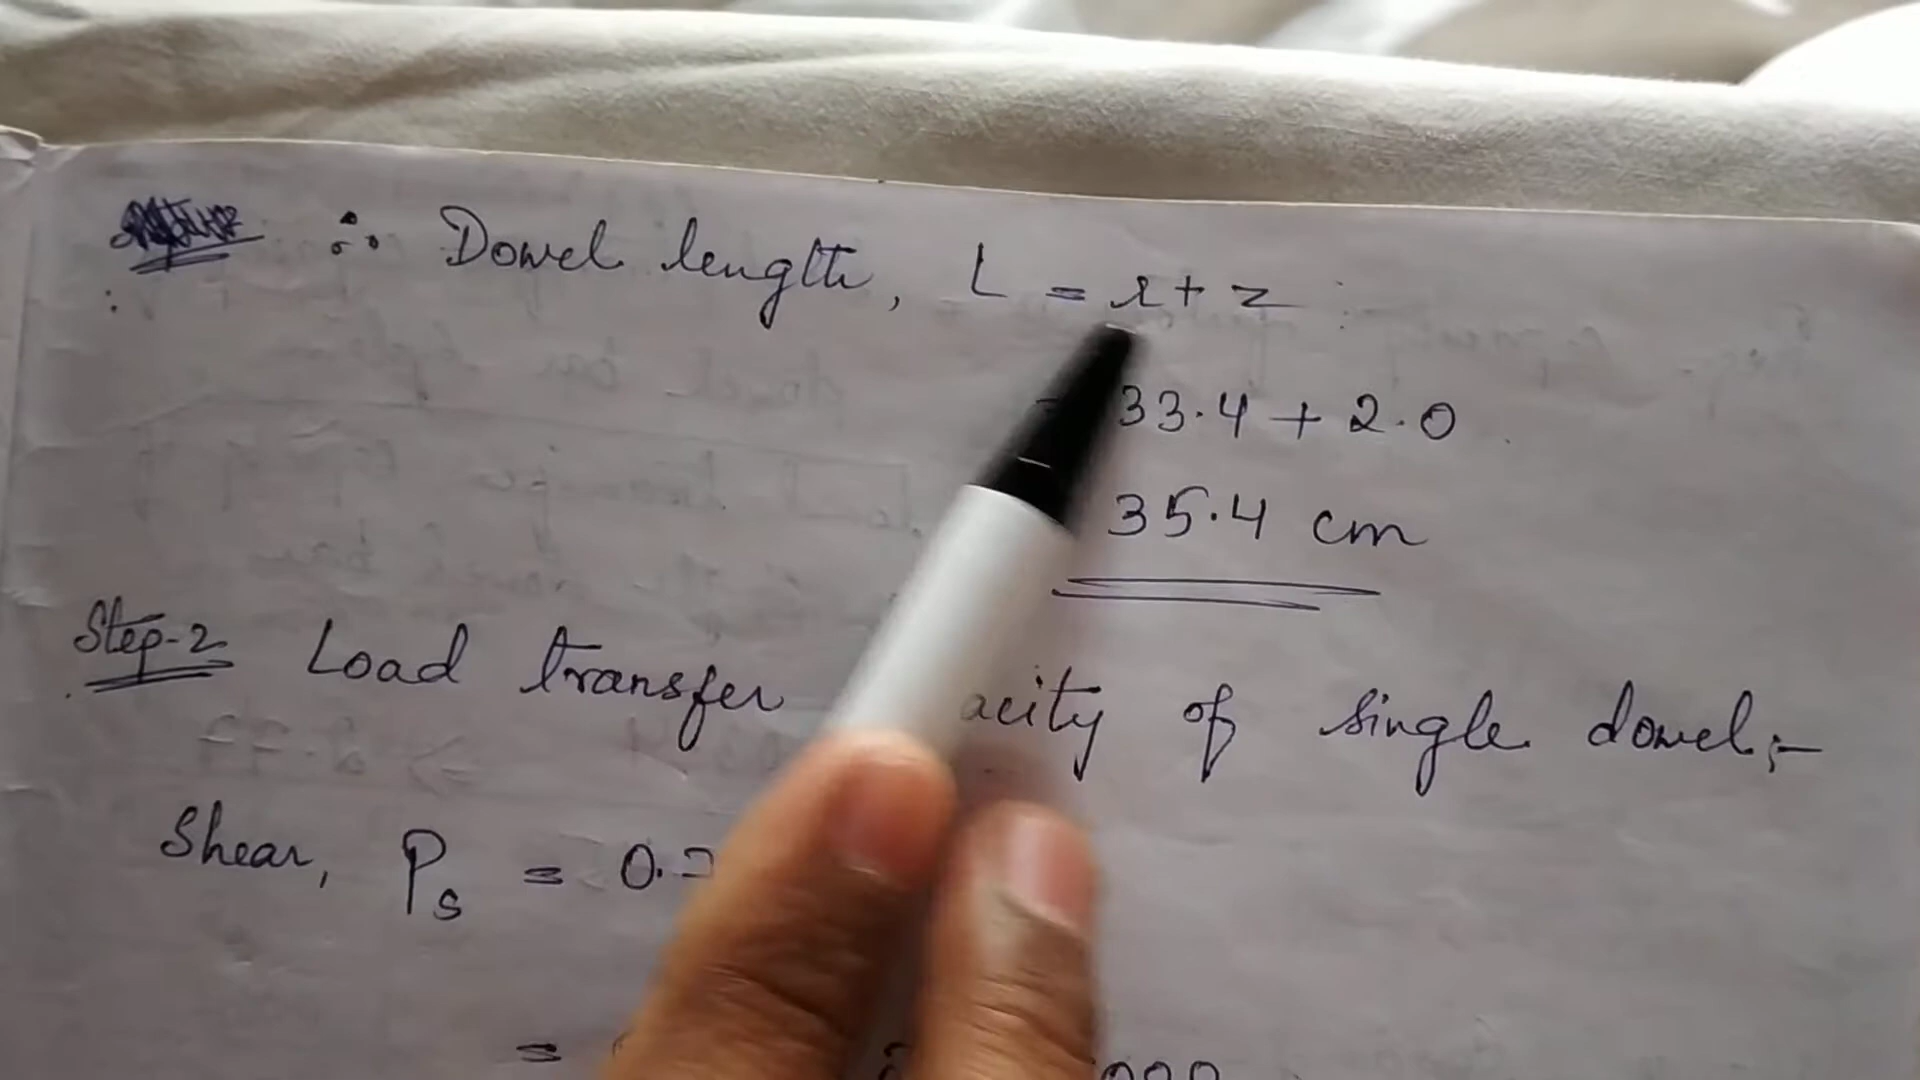 ∴ Dowel length, L = r + z
33.4 + 2.0
35.4 cm
Step-2 Load transfer acity of single dowel:-
Shear, Ps = 0.
=